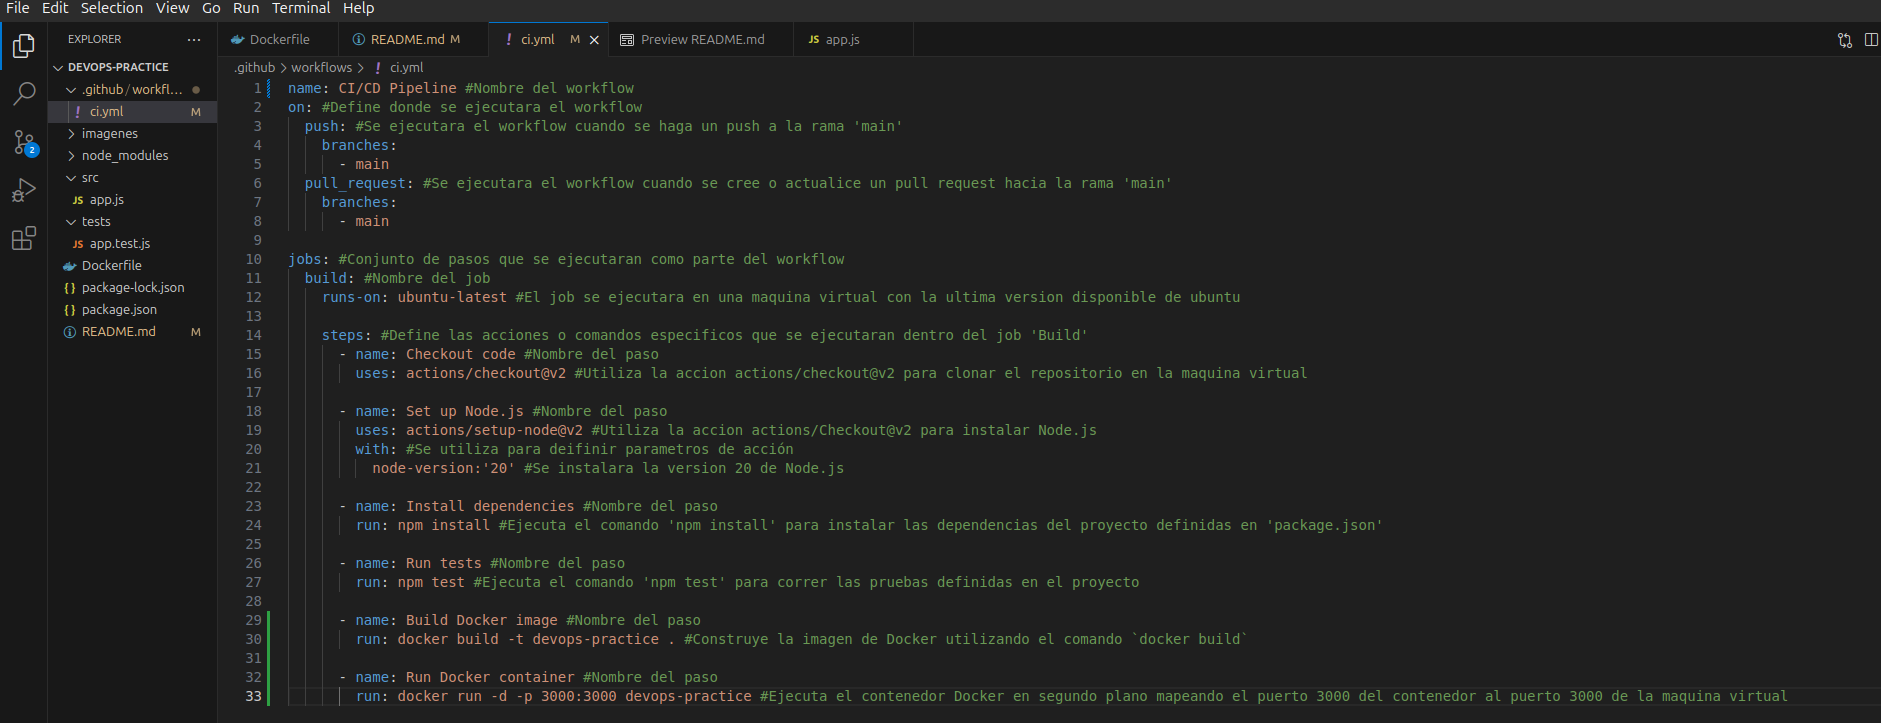 File Edit Selection View Go Run Terminal Help
EXPLORER ...
DEVOPS-PRACTICE
.github/workfl...
ci.yml M
imagenes
node_modules
src
JS app.js
tests
JS app.test.js
Dockerfile
{} package-lock.json
{} package.json
README.md M
2
Dockerfile
README.md M
! ci.yml M
Preview README.md
JS app.js
.github > workflows > ! ci.yml
1 name: CI/CD Pipeline #Nombre del workflow
2 on: #Define donde se ejecutara el workflow
3 push: #Se ejecutara el workflow cuando se haga un push a la rama 'main'
4 branches:
5 - main
6 pull_request: #Se ejecutara el workflow cuando se cree o actualice un pull request hacia la rama 'main'
7 branches:
8 - main
9
10 jobs: #Conjunto de pasos que se ejecutaran como parte del workflow
11 build: #Nombre del job
12 runs-on: ubuntu-latest #El job se ejecutara en una maquina virtual con la ultima version disponible de ubuntu
13
14 steps: #Define las acciones o comandos especificos que se ejecutaran dentro del job 'Build'
15 - name: Checkout code #Nombre del paso
16 uses: actions/checkout@v2 #Utiliza la accion actions/checkout@v2 para clonar el repositorio en la maquina virtual
17
18 - name: Set up Node.js #Nombre del paso
19 uses: actions/setup-node@v2 #Utiliza la accion actions/Checkout@v2 para instalar Node.js
20 with: #Se utiliza para deifinir parametros de acción
21 node-version:'20' #Se instalara la version 20 de Node.js
22
23 - name: Install dependencies #Nombre del paso
24 run: npm install #Ejecuta el comando 'npm install' para instalar las dependencias del proyecto definidas en 'package.json'
25
26 - name: Run tests #Nombre del paso
27 run: npm test #Ejecuta el comando 'npm test' para correr las pruebas definidas en el proyecto
28
29 - name: Build Docker image #Nombre del paso
30 run: docker build -t devops-practice . #Construye la imagen de Docker utilizando el comando `docker build`
31
32 - name: Run Docker container #Nombre del paso
33 run: docker run -d -p 3000:3000 devops-practice #Ejecuta el contenedor Docker en segundo plano mapeando el puerto 3000 del contenedor al puerto 3000 de la maquina virtual